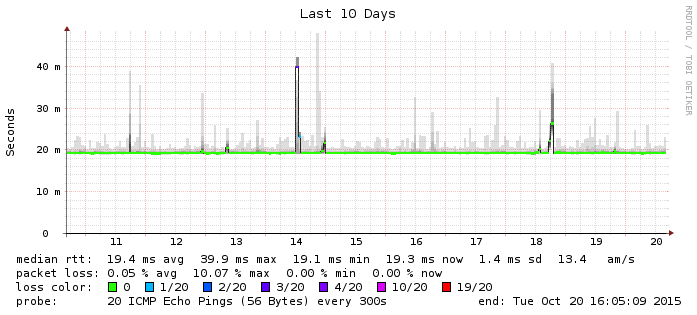 Last 10 Days
RRDTOOL / TOBI OETIKER
Seconds
40 m
30 m
20 m
10 m
0
11 12 13 14 15 16 17 18 19 20
median rtt: 19.4 ms avg 39.9 ms max 19.1 ms min 19.3 ms now 1.4 ms sd 13.4 am/s
packet loss: 0.05 % avg 10.07 % max 0.00 % min 0.00 % now
loss color: 0 1/20 2/20 3/20 4/20 10/20 19/20
probe: 20 ICMP Echo Pings (56 Bytes) every 300s end: Tue Oct 20 16:05:09 2015